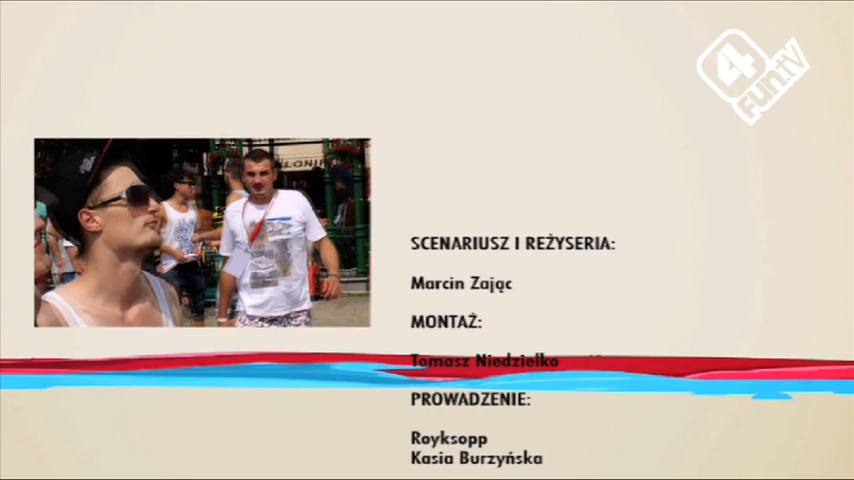 4
FUN.TV
SCENARIUSZ I REŻYSERIA:
Marcin Zając
MONTAŻ:
Tomasz Niedzielko
PROWADZENIE:
Royksopp
Kasia Burzyńska